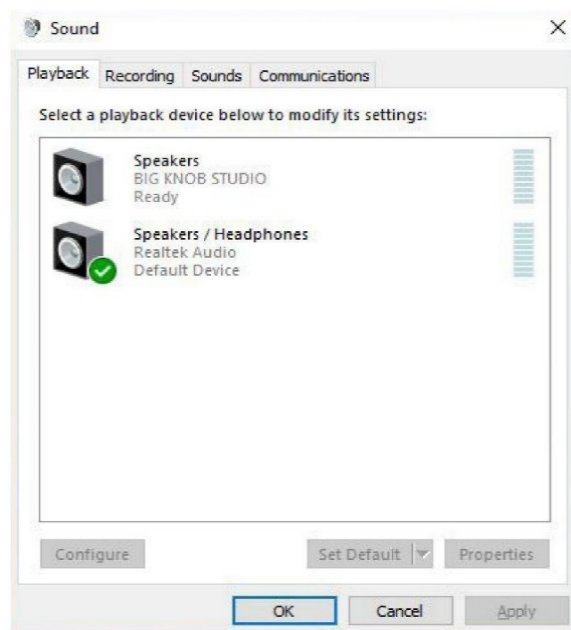 Sound
Playback Recording Sounds Communications
Select a playback device below to modify its settings:
Speakers
BIG KNOB STUDIO
Ready
Speakers / Headphones
Realtek Audio
Default Device
Configure Set Default Properties
OK Cancel Apply